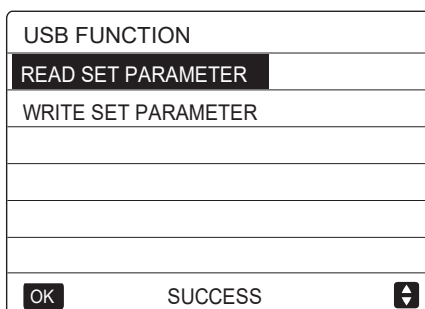 USB FUNCTION
READ SET PARAMETER
WRITE SET PARAMETER
OK SUCCESS